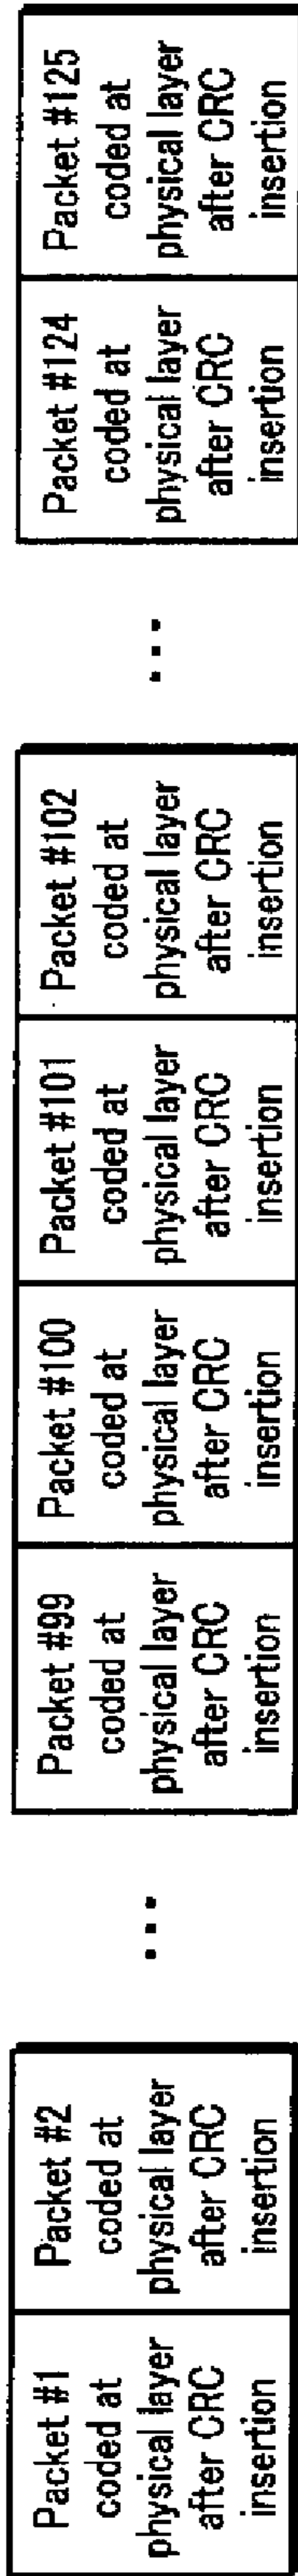 Packet #1
coded at
physical layer
after CRC
insertion
Packet #2
coded at
physical layer
after CRC
insertion
...
Packet #99
coded at
physical layer
after CRC
insertion
Packet #100
coded at
physical layer
after CRC
insertion
Packet #101
coded at
physical layer
after CRC
insertion
Packet #102
coded at
physical layer
after CRC
insertion
...
Packet #124
coded at
physical layer
after CRC
insertion
Packet #125
coded at
physical layer
after CRC
insertion